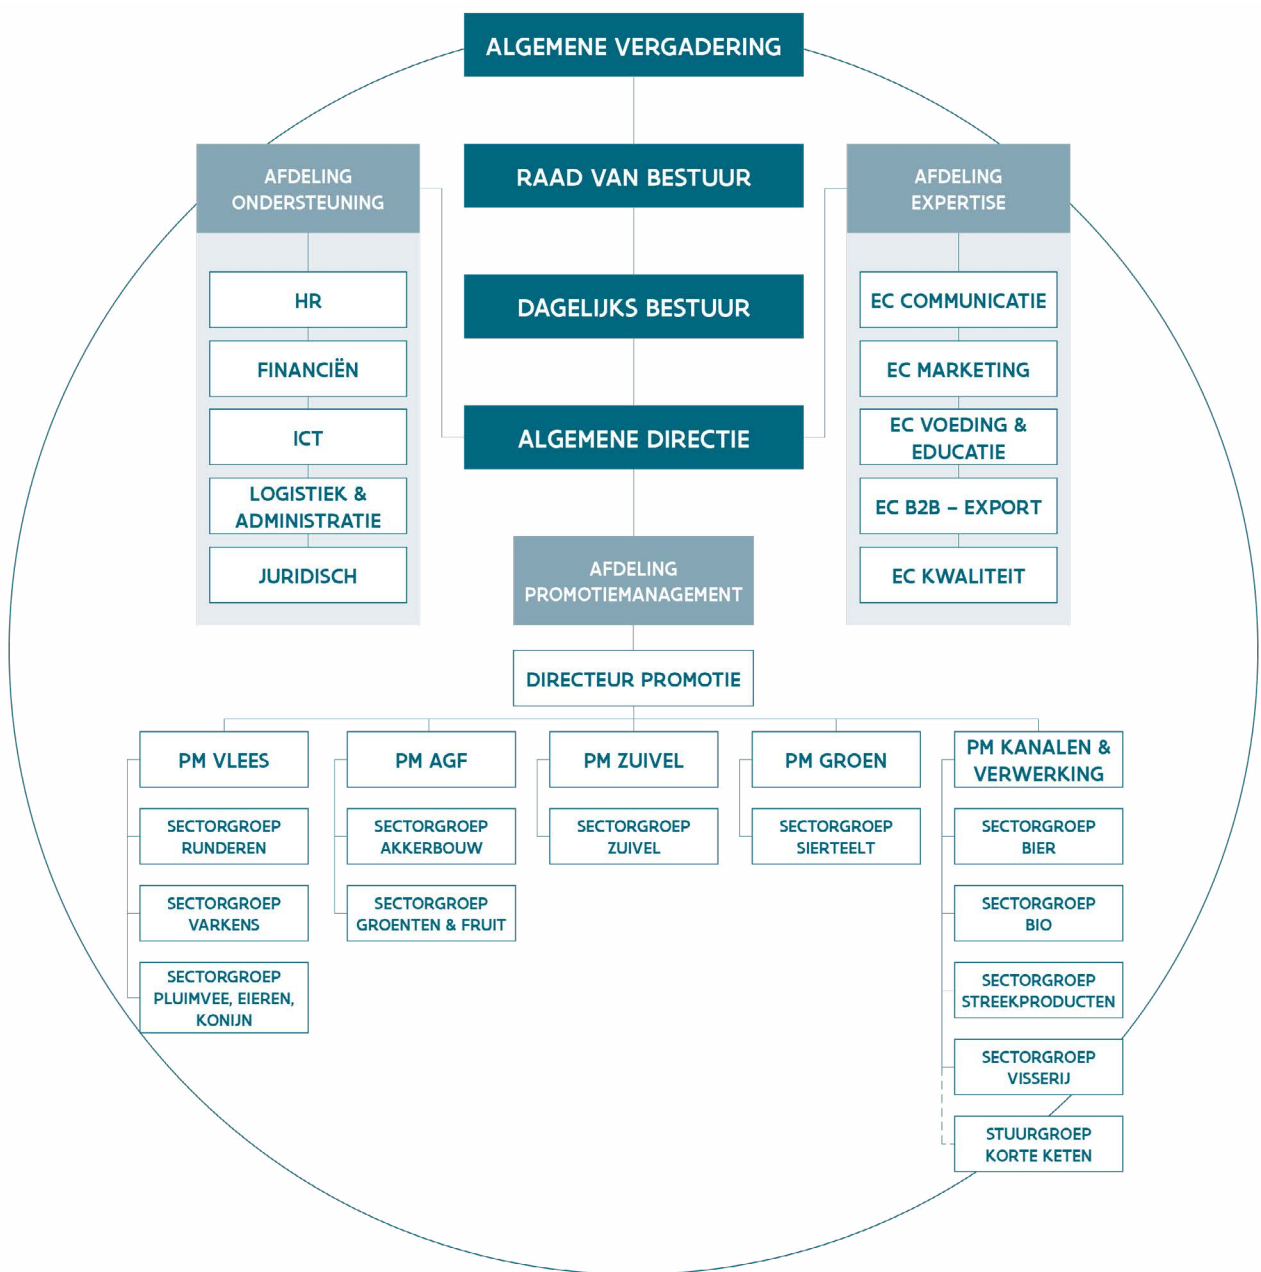 ALGEMENE VERGADERING
RAAD VAN BESTUUR
DAGELIJKS BESTUUR
ALGEMENE DIRECTIE
AFDELING
ONDERSTEUNING
HR
FINANCIËN
ICT
LOGISTIEK &
ADMINISTRATIE
JURIDISCH
AFDELING
EXPERTISE
EC COMMUNICATIE
EC MARKETING
EC VOEDING &
EDUCATIE
EC B2B – EXPORT
EC KWALITEIT
AFDELING
PROMOTIEMANAGEMENT
DIRECTEUR PROMOTIE
PM VLEES
SECTORGROEP
RUNDEREN
SECTORGROEP
VARKENS
SECTORGROEP
PLUIMVEE, EIEREN,
KONIJN
PM AGF
SECTORGROEP
AKKERBOUW
SECTORGROEP
GROENTEN & FRUIT
PM ZUIVEL
SECTORGROEP
ZUIVEL
PM GROEN
SECTORGROEP
SIERTEELT
PM KANALEN &
VERWERKING
SECTORGROEP
BIER
SECTORGROEP
BIO
SECTORGROEP
STREEKPRODUCTEN
SECTORGROEP
VISSERIJ
STUURGROEP
KORTE KETEN